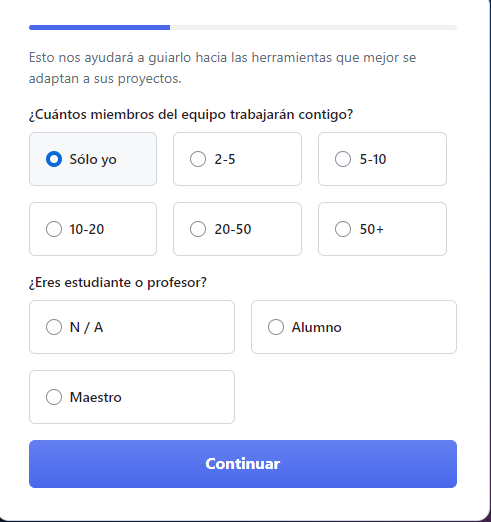 Esto nos ayudará a guiarlo hacia las herramientas que mejor se
adaptan a sus proyectos.
¿Cuántos miembros del equipo trabajarán contigo?
Sólo yo
2-5
5-10
10-20
20-50
50+
¿Eres estudiante o profesor?
N / A
Alumno
Maestro
Continuar